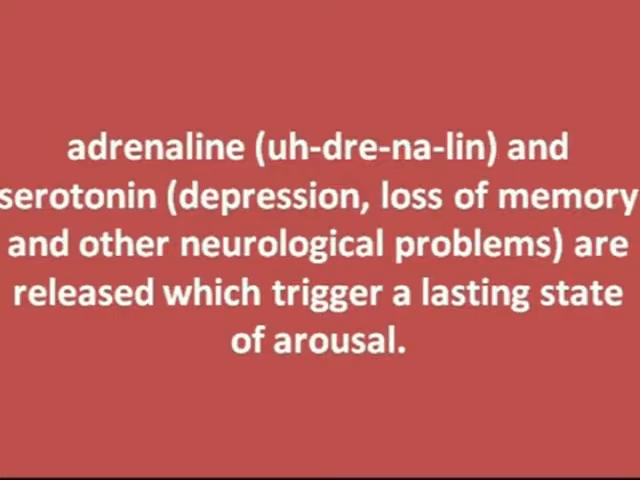 adrenaline (uh-dre-na-lin) and
serotonin (depression, loss of memory
and other neurological problems) are
released which trigger a lasting state
of arousal.